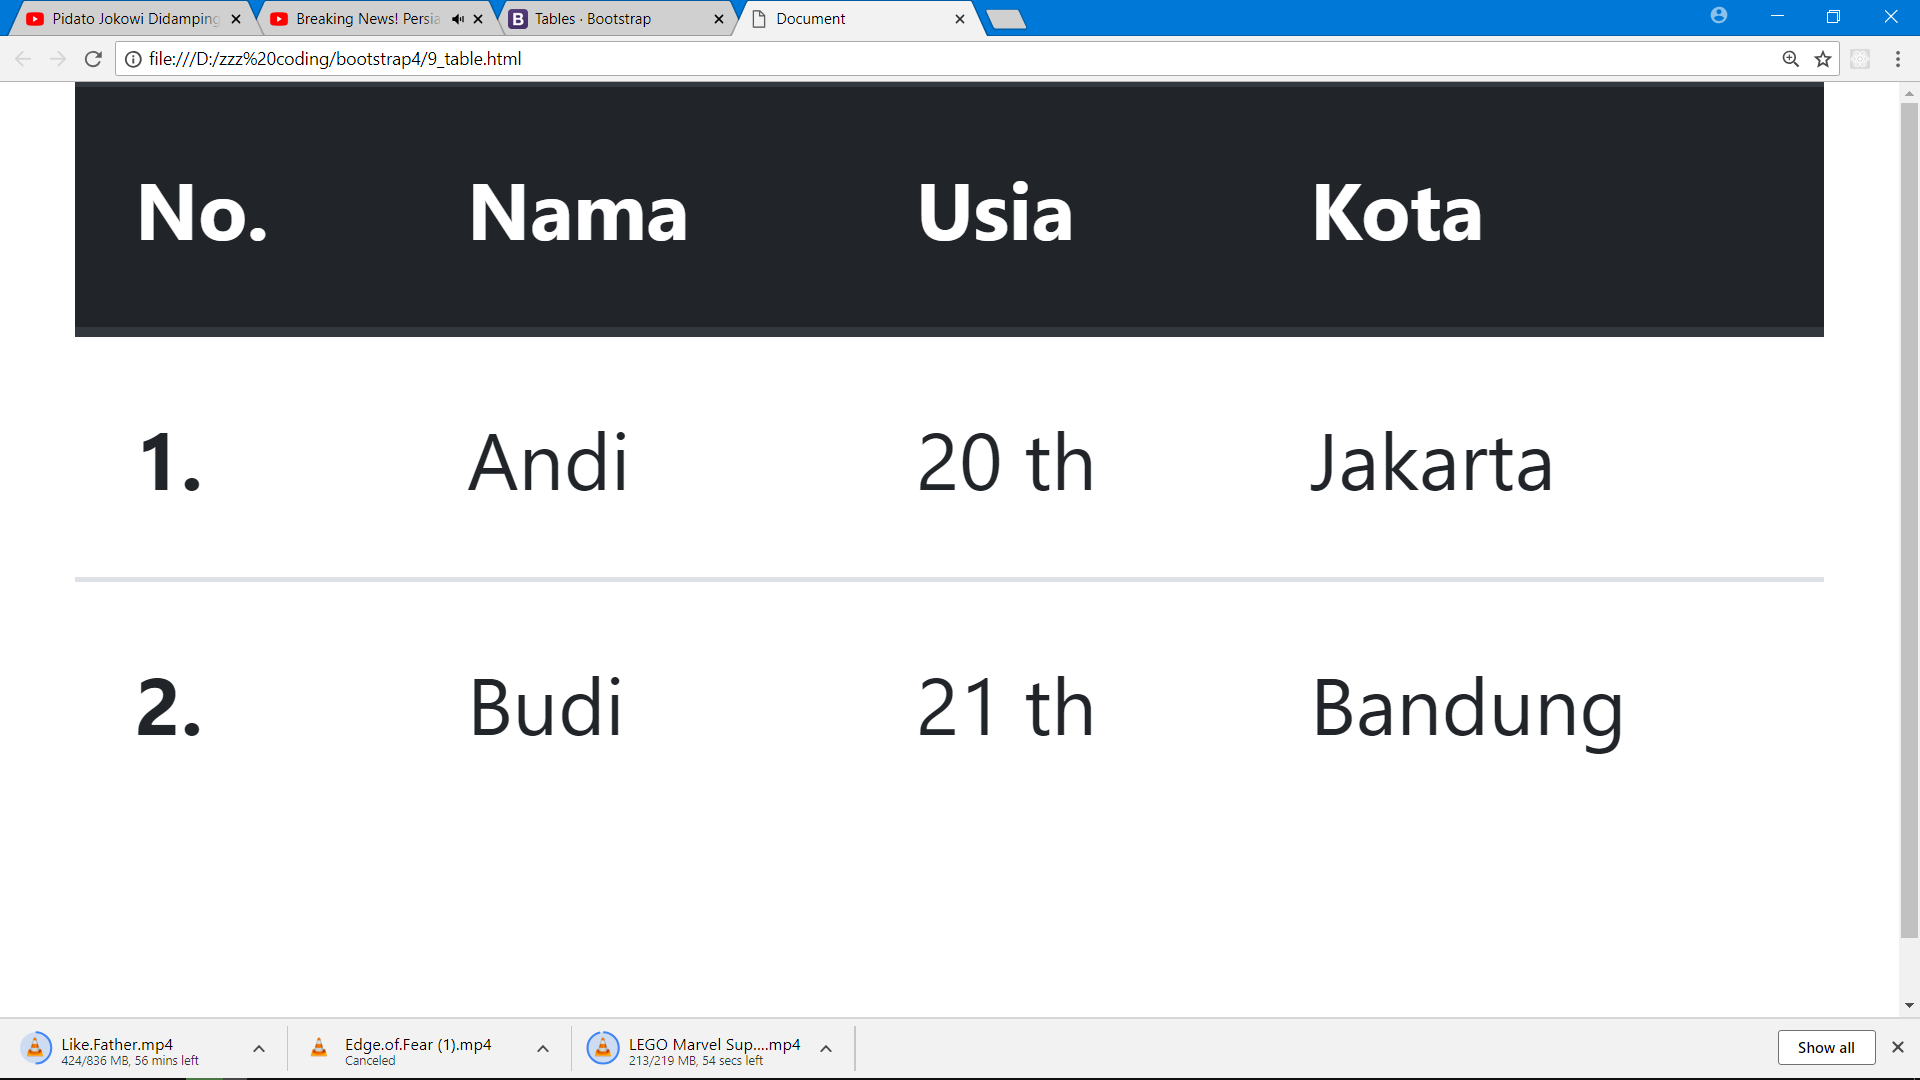 Pidato Jokowi Didamping
Breaking News! Persia
Tables · Bootstrap
Document
file:///D:/zzz%20coding/bootstrap4/9_table.html
No. Nama Usia Kota
1. Andi 20 th Jakarta
2. Budi 21 th Bandung
Like.Father.mp4
424/836 MB, 56 mins left
Edge.of.Fear (1).mp4
Canceled
LEGO Marvel Sup....mp4
213/219 MB, 54 secs left
Show all